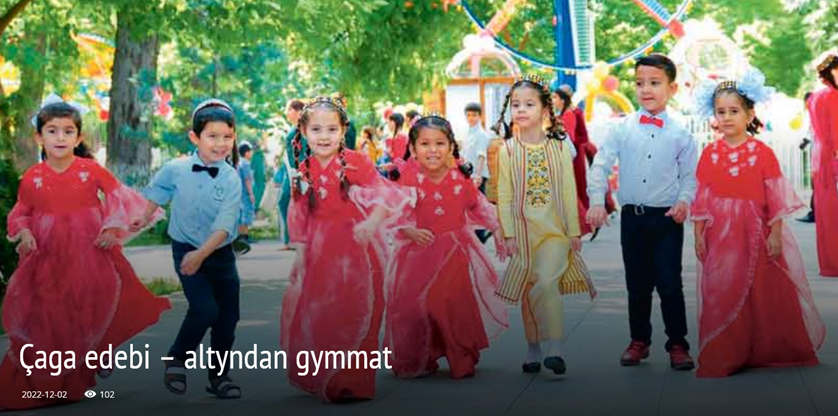 Çaga edebi – altyndan gymmat
2022-12-02 102